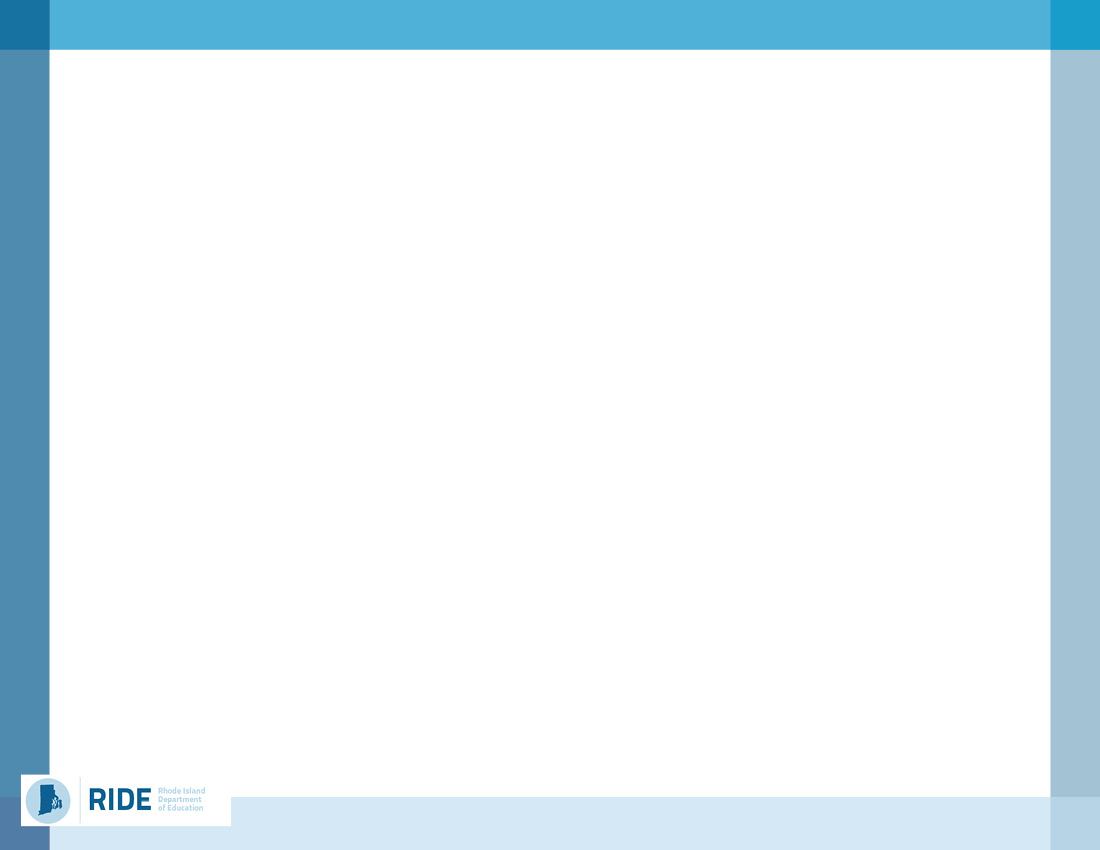 RIDE
Rhode Island
Department
of Education